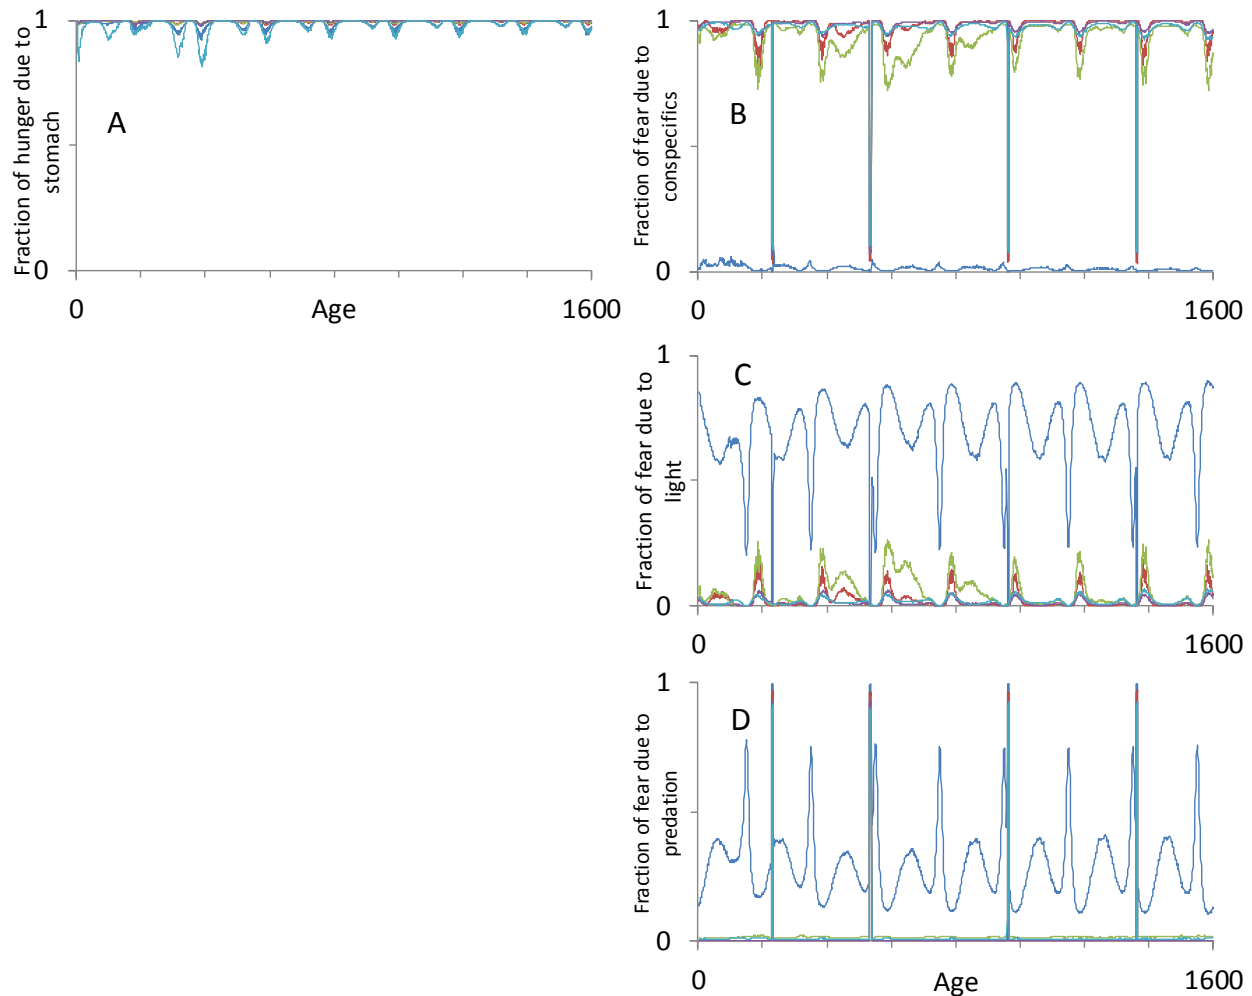 1
Fraction of hunger due to
stomach
A
0
0
Age
1600
1
Fraction of fear due to
conspecifics
B
0
0
1600
1
Fraction of fear due to
light
C
0
0
1600
1
Fraction of fear due to
predation
D
0
0
Age
1600